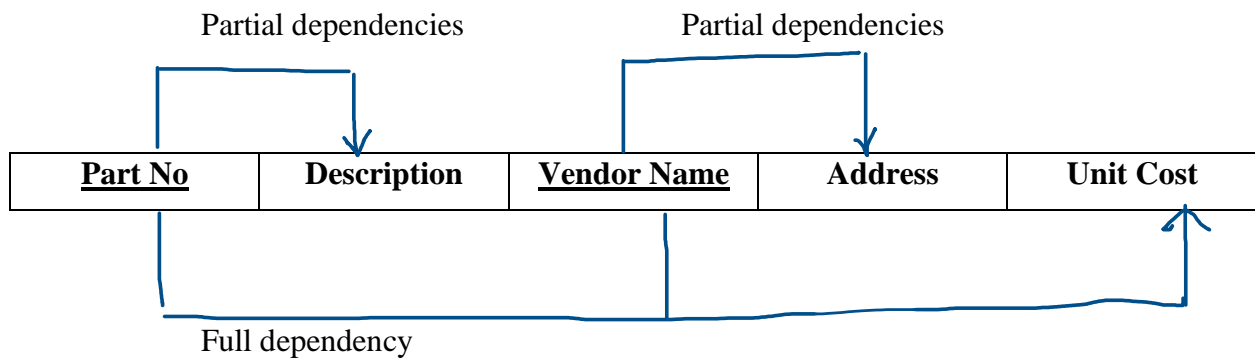 Partial dependencies Partial dependencies
Part No Description Vendor Name Address Unit Cost
Full dependency